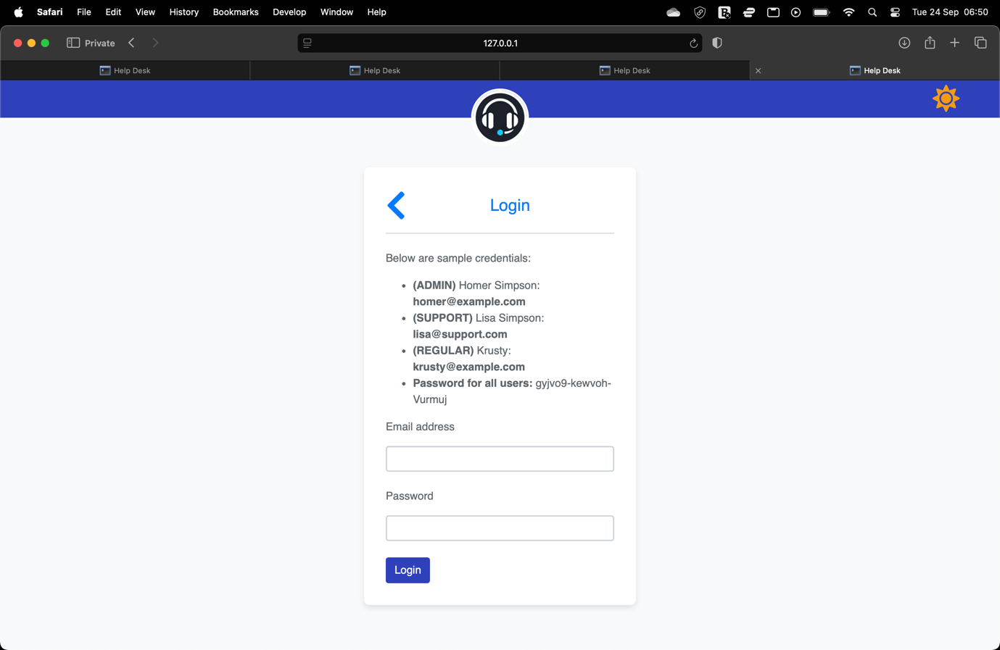 Safari File Edit View History Bookmarks Develop Window Help Tue 24 Sep 06:50
Private 127.0.0.1
Help Desk Help Desk Help Desk Help Desk
Login
Below are sample credentials:
(ADMIN) Homer Simpson:
homer@example.com
(SUPPORT) Lisa Simpson:
lisa@support.com
(REGULAR) Krusty:
krusty@example.com
Password for all users: gyjvo9-kewvoh-
Vurmuj
Email address
Password
Login